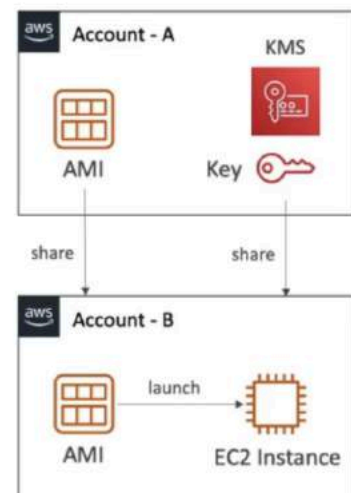 aws Account - A
KMS
AMI
Key
share share
aws Account - B
launch
AMI
EC2 Instance